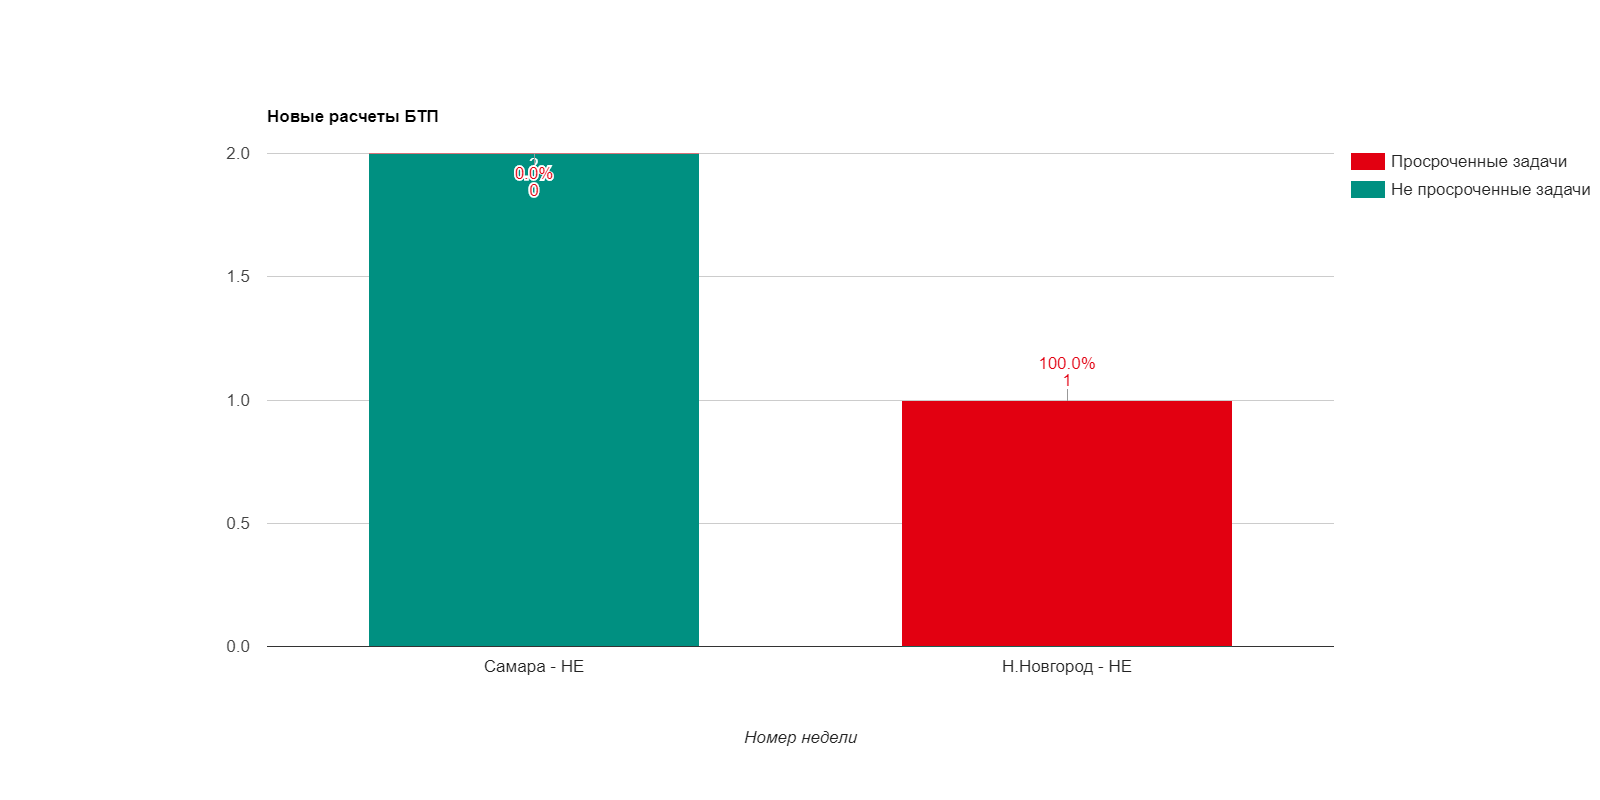 Новые расчеты БТП
2.0
1.5
1.0
0.5
0.0
2
0.0%
0
100.0%
1
Самара - НЕ
Н.Новгород - НЕ
Номер недели
Просроченные задачи
Не просроченные задачи